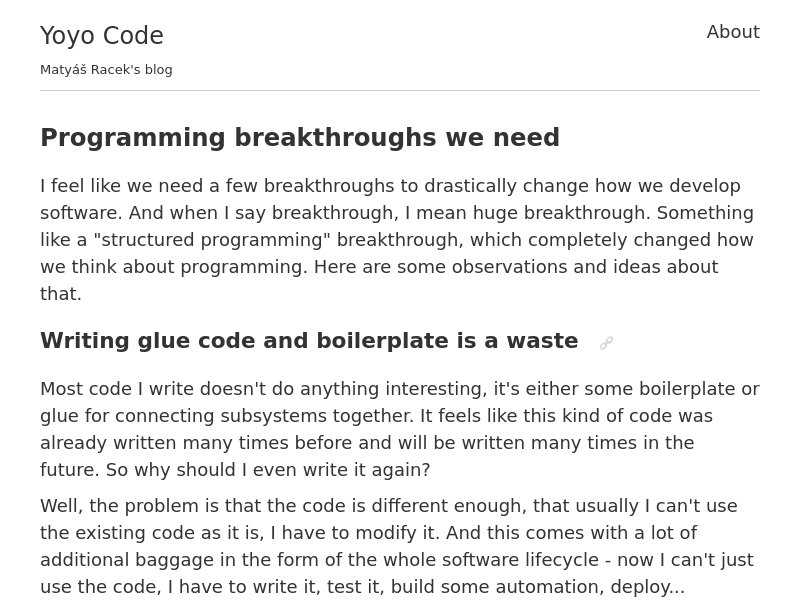 Yoyo Code
About
Matyáš Racek's blog
Programming breakthroughs we need
I feel like we need a few breakthroughs to drastically change how we develop
software. And when I say breakthrough, I mean huge breakthrough. Something
like a "structured programming" breakthrough, which completely changed how
we think about programming. Here are some observations and ideas about
that.
Writing glue code and boilerplate is a waste
Most code I write doesn't do anything interesting, it's either some boilerplate or
glue for connecting subsystems together. It feels like this kind of code was
already written many times before and will be written many times in the
future. So why should I even write it again?
Well, the problem is that the code is different enough, that usually I can't use
the existing code as it is, I have to modify it. And this comes with a lot of
additional baggage in the form of the whole software lifecycle - now I can't just
use the code, I have to write it, test it, build some automation, deploy...